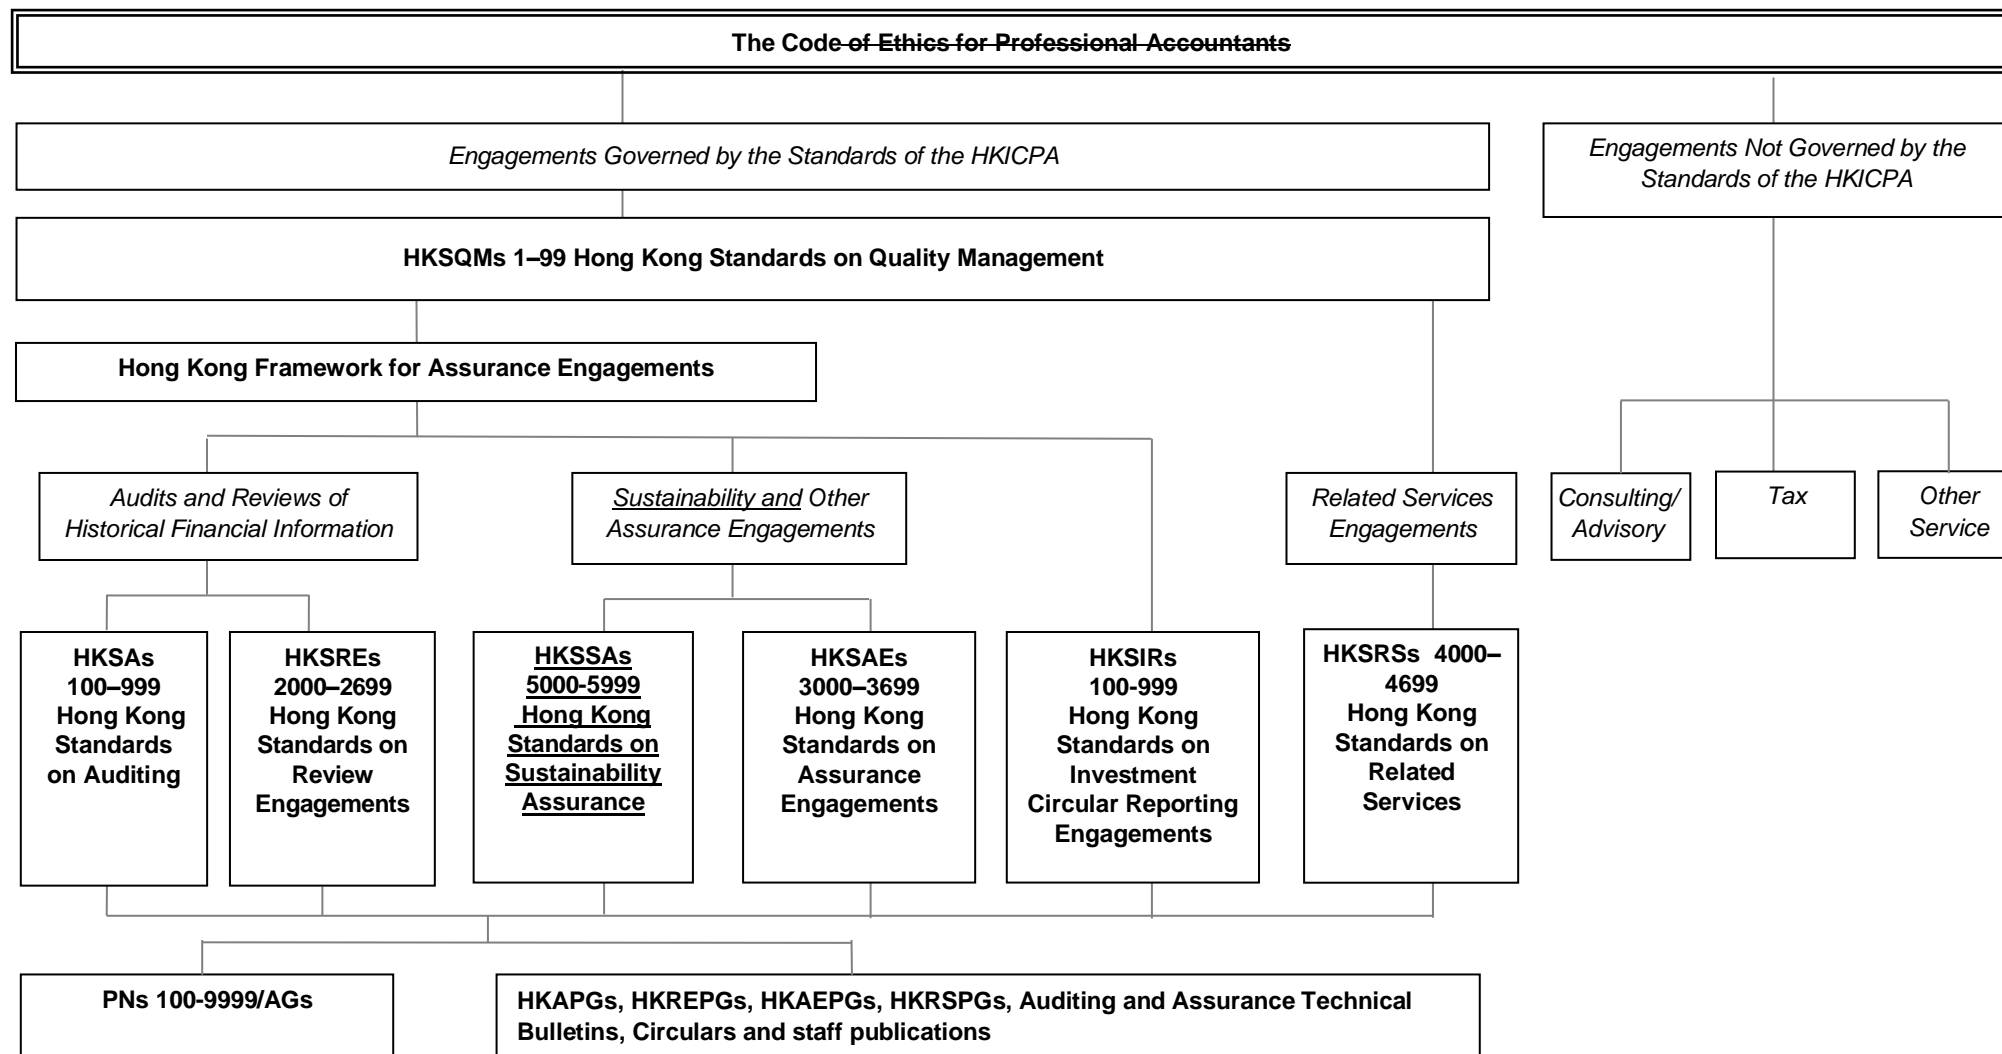 The Code of Ethics for Professional Accountants
Engagements Governed by the Standards of the HKICPA
Engagements Not Governed by the
Standards of the HKICPA
HKSQMs 1–99 Hong Kong Standards on Quality Management
Hong Kong Framework for Assurance Engagements
Audits and Reviews of
Historical Financial Information
Sustainability and Other
Assurance Engagements
Related Services
Engagements
Consulting/
Advisory
Tax
Other
Service
HKSAs
100–999
Hong Kong
Standards
on Auditing
HKSREs
2000–2699
Hong Kong
Standards on
Review
Engagements
HKSSAs
5000-5999
Hong Kong
Standards on
Sustainability
Assurance
HKSAEs
3000–3699
Hong Kong
Standards on
Assurance
Engagements
HKSIRs
100-999
Hong Kong
Standards on
Investment
Circular Reporting
Engagements
HKSRSs 4000–
4699
Hong Kong
Standards on
Related
Services
PNs 100-9999/AGs
HKAPGs, HKREPGs, HKAEPGs, HKRSPGs, Auditing and Assurance Technical
Bulletins, Circulars and staff publications